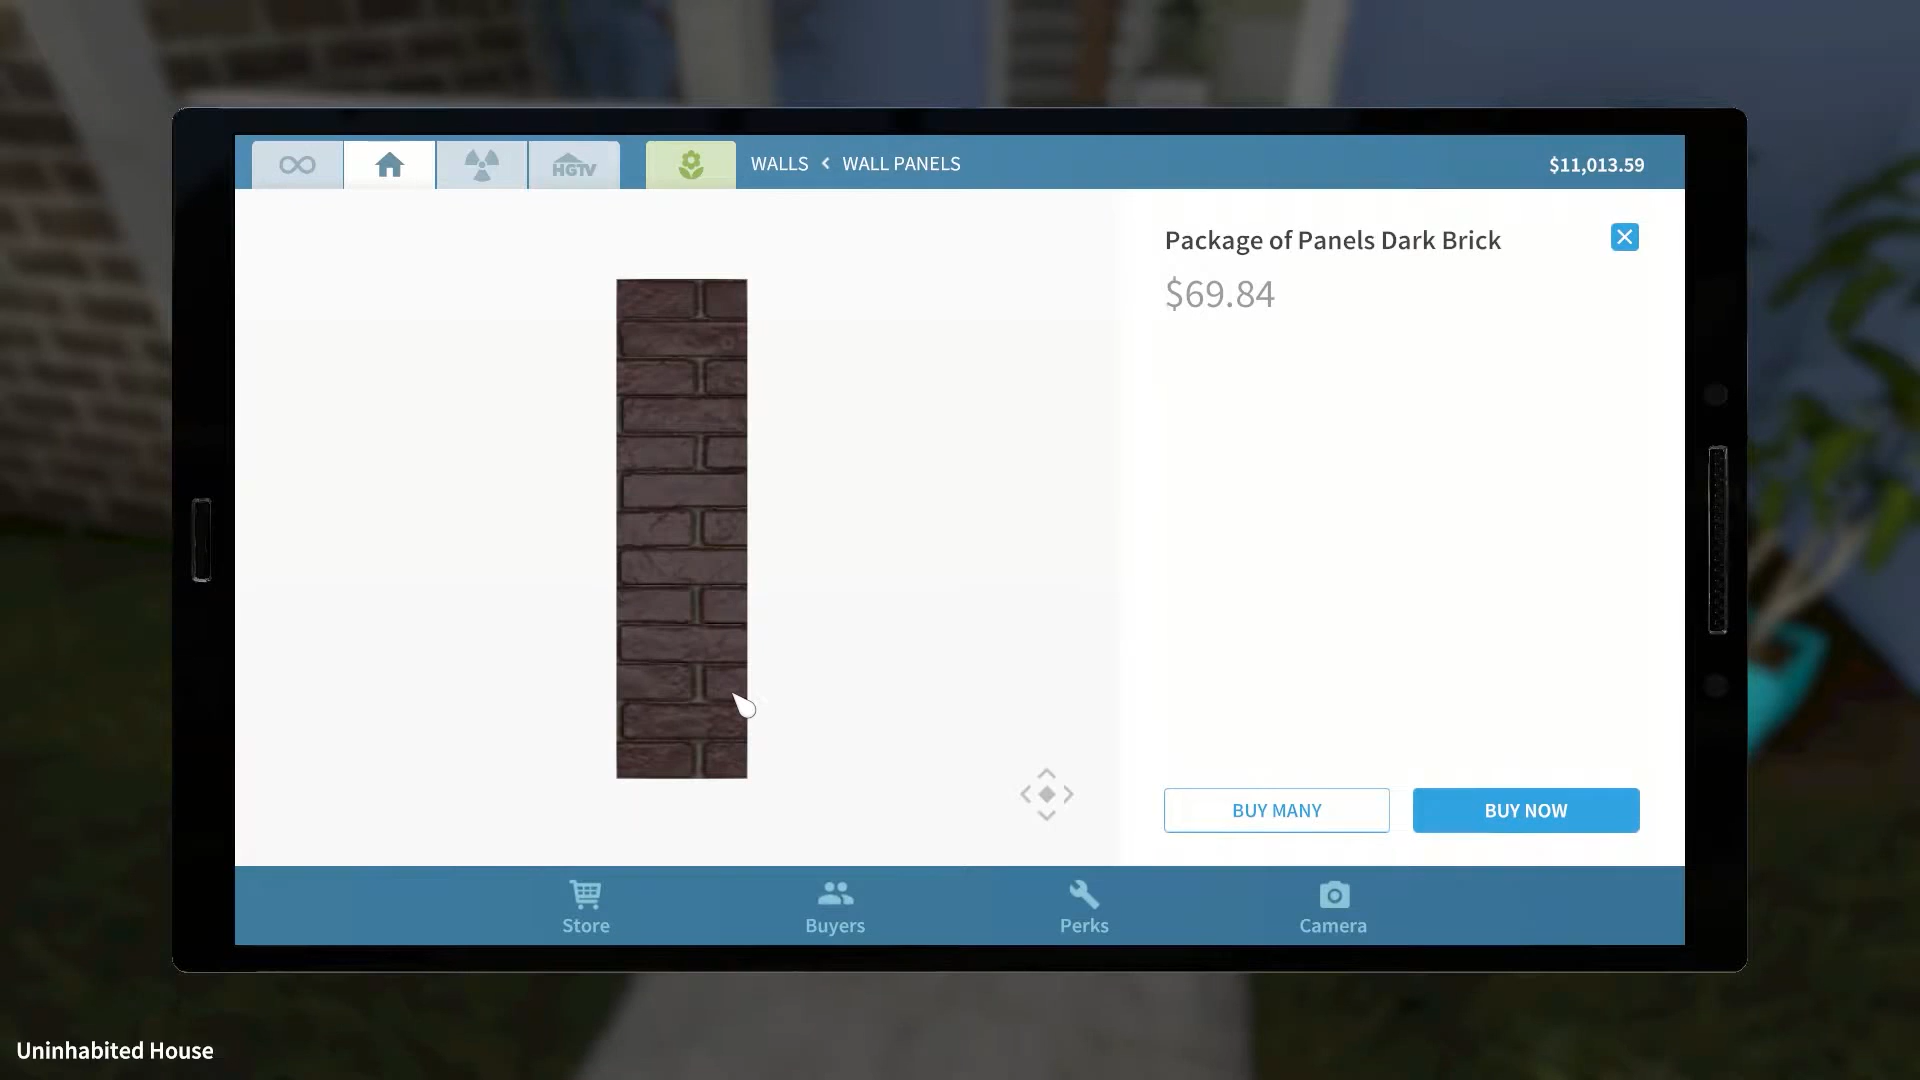 HGTV
WALLS < WALL PANELS
$11,013.59
Package of Panels Dark Brick
$69.84
BUY MANY
BUY NOW
Store
Buyers
Perks
Camera
Uninhabited House